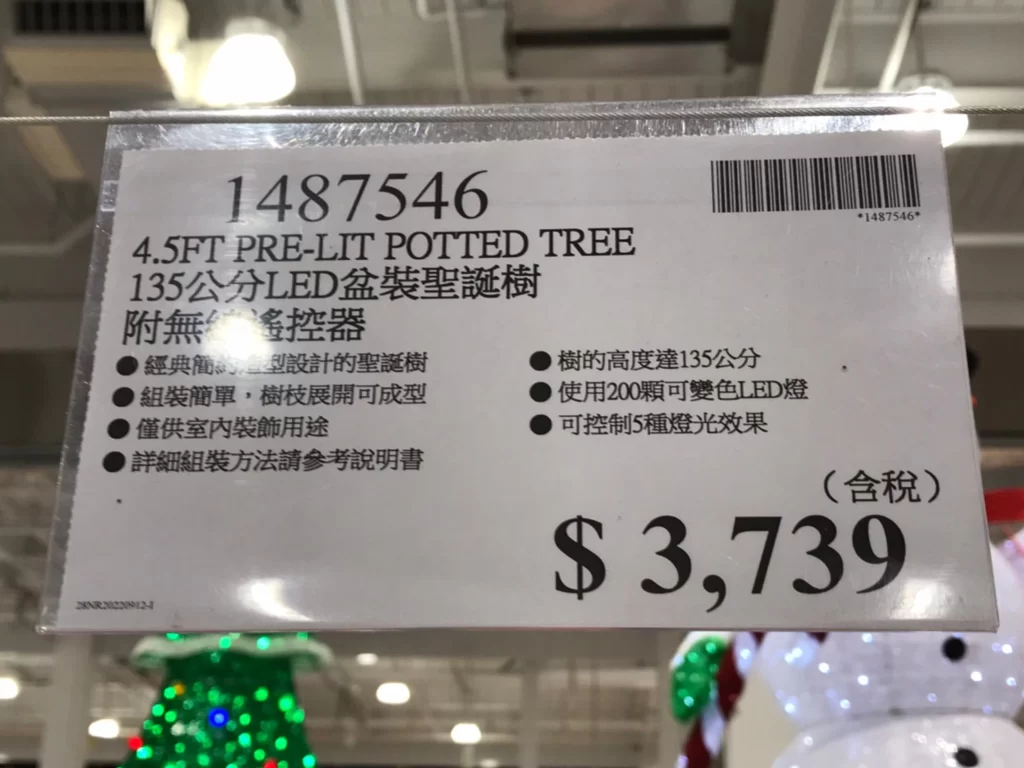 1487546
*1487546*
4.5FT PRE-LIT POTTED TREE
135公分LED盆裝聖誕樹
附無線遙控器
●經典簡約造型設計的聖誕樹
●組裝簡單，樹枝展開可成型
●僅供室內裝飾用途
●詳細組裝方法請參考說明書
●樹的高度達135公分
●使用200顆可變色LED燈
●可控制5種燈光效果
（含稅）
$ 3,739
28NR20220912-1